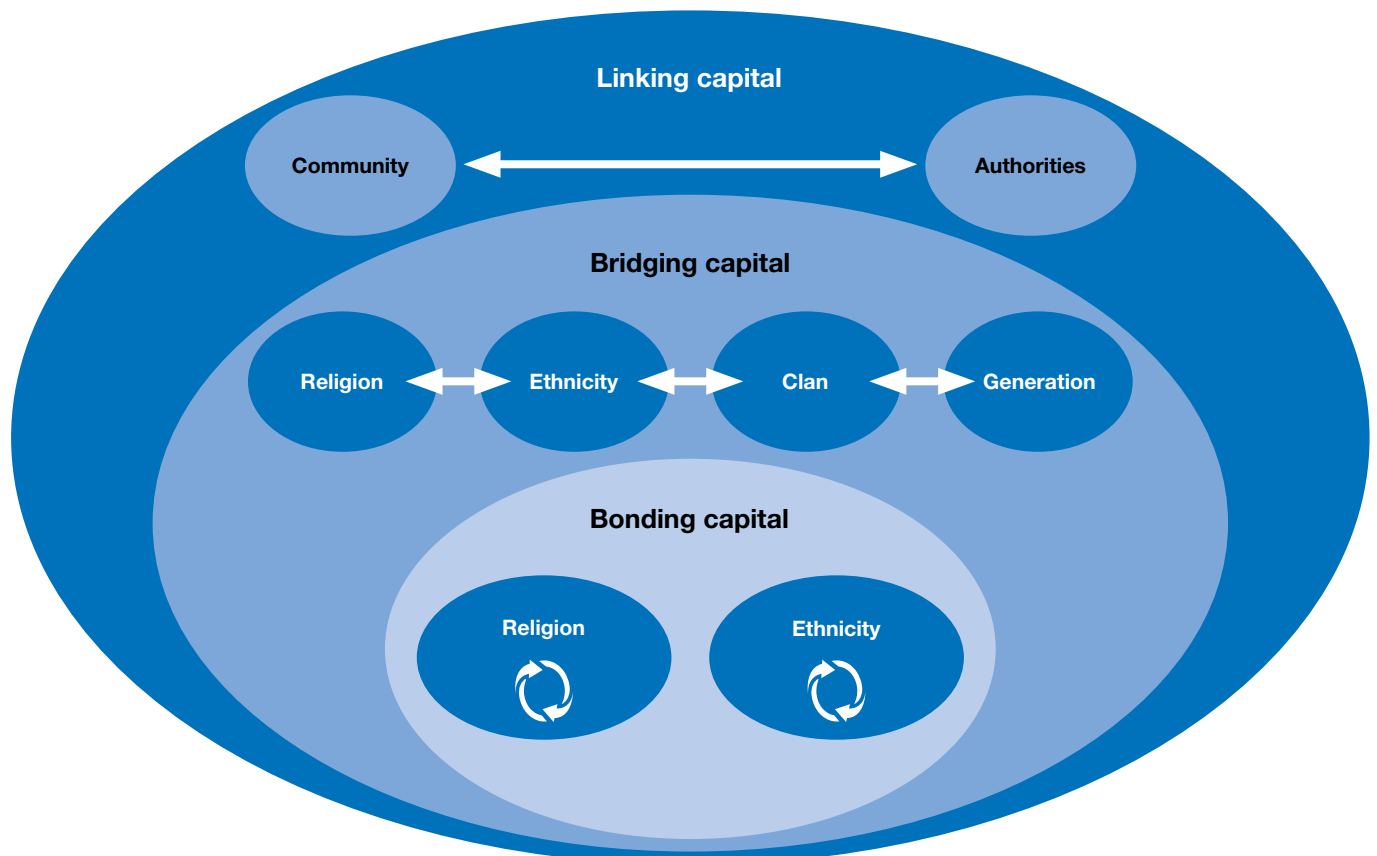 Linking capital
Community
Authorities
Bridging capital
Religion
Ethnicity
Clan
Generation
Bonding capital
Religion
Ethnicity